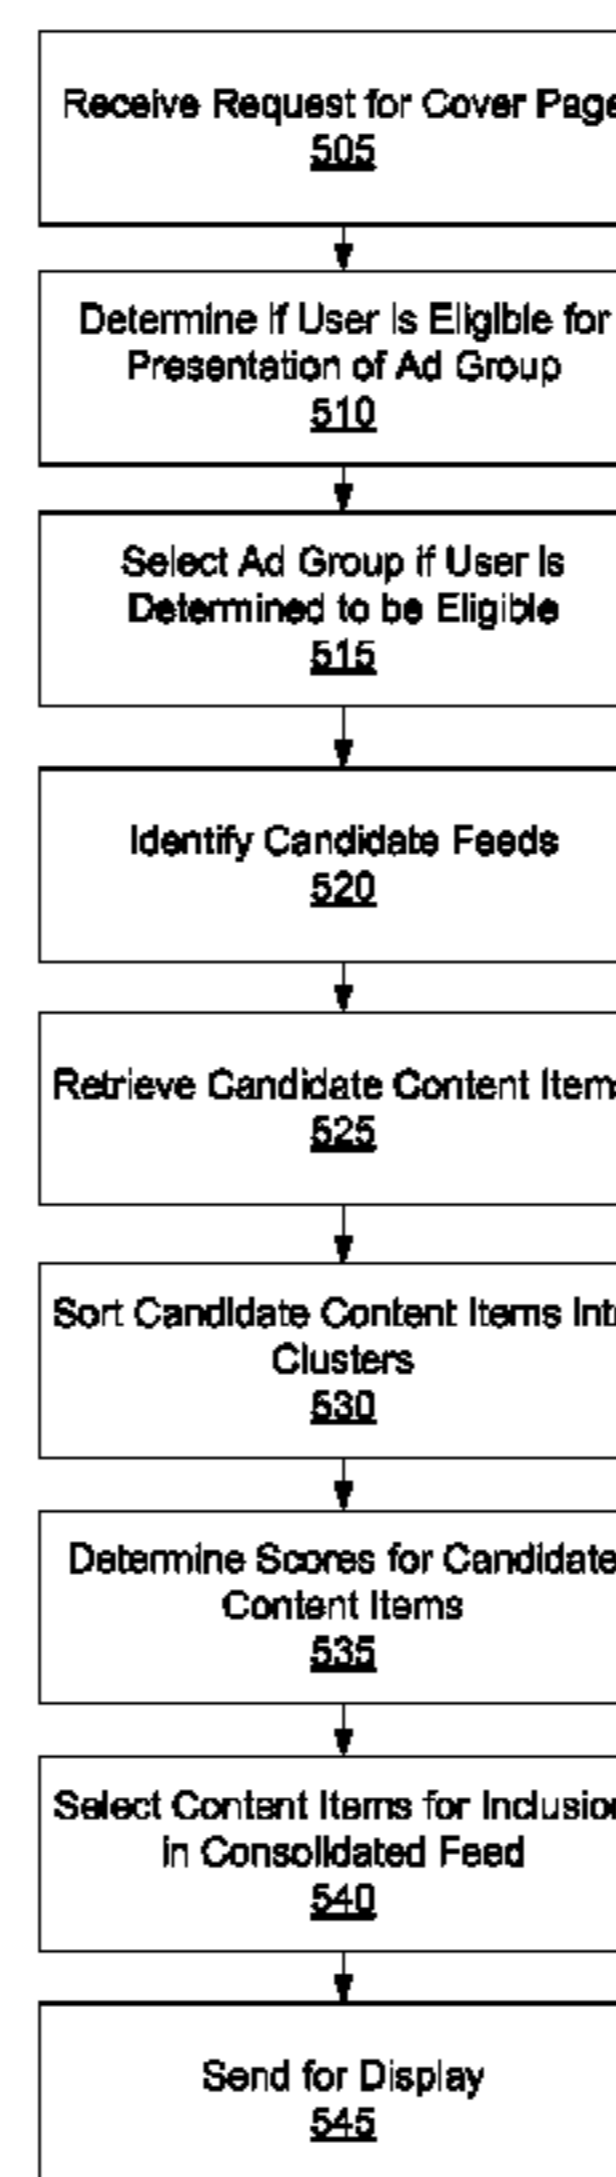 Receive Request for Cover Page
505
Determine if User is Eligible for
Presentation of Ad Group
510
Select Ad Group if User is
Determined to be Eligible
515
Identify Candidate Feeds
520
Retrieve Candidate Content Items
525
Sort Candidate Content Items Into
Clusters
530
Determine Scores for Candidate
Content Items
535
Select Content Items for Inclusion
in Consolidated Feed
540
Send for Display
545